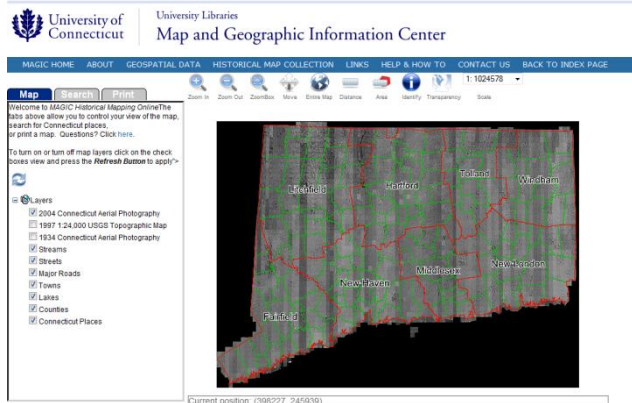 University of
Connecticut
University Libraries
Map and Geographic Information Center
MAGIC HOME ABOUT GEOSPATIAL DATA HISTORICAL MAP COLLECTION LINKS HELP & HOW TO CONTACT US BACK TO INDEX PAGE
Map Search Print
Zoom In Zoom Out ZoomBox Move Entire Map Distance Area Identify Transparency Scale
1: 1024578
Welcome to MAGIC Historical Mapping OnlineThe
tabs above allow you to control your view of the map,
search for Connecticut places,
or print a map. Questions? Click here.
To turn on or turn off map layers click on the check
boxes view and press the Refresh Button to apply">
Layers
2004 Connecticut Aerial Photography
1997 1:24,000 USGS Topographic Map
1934 Connecticut Aerial Photography
Streams
Streets
Major Roads
Towns
Lakes
Counties
Connecticut Places
Litchfield
Hartford
Tolland
Windham
New Haven
Middlesex
New London
Fairfield
Current position: (398227, 245939)